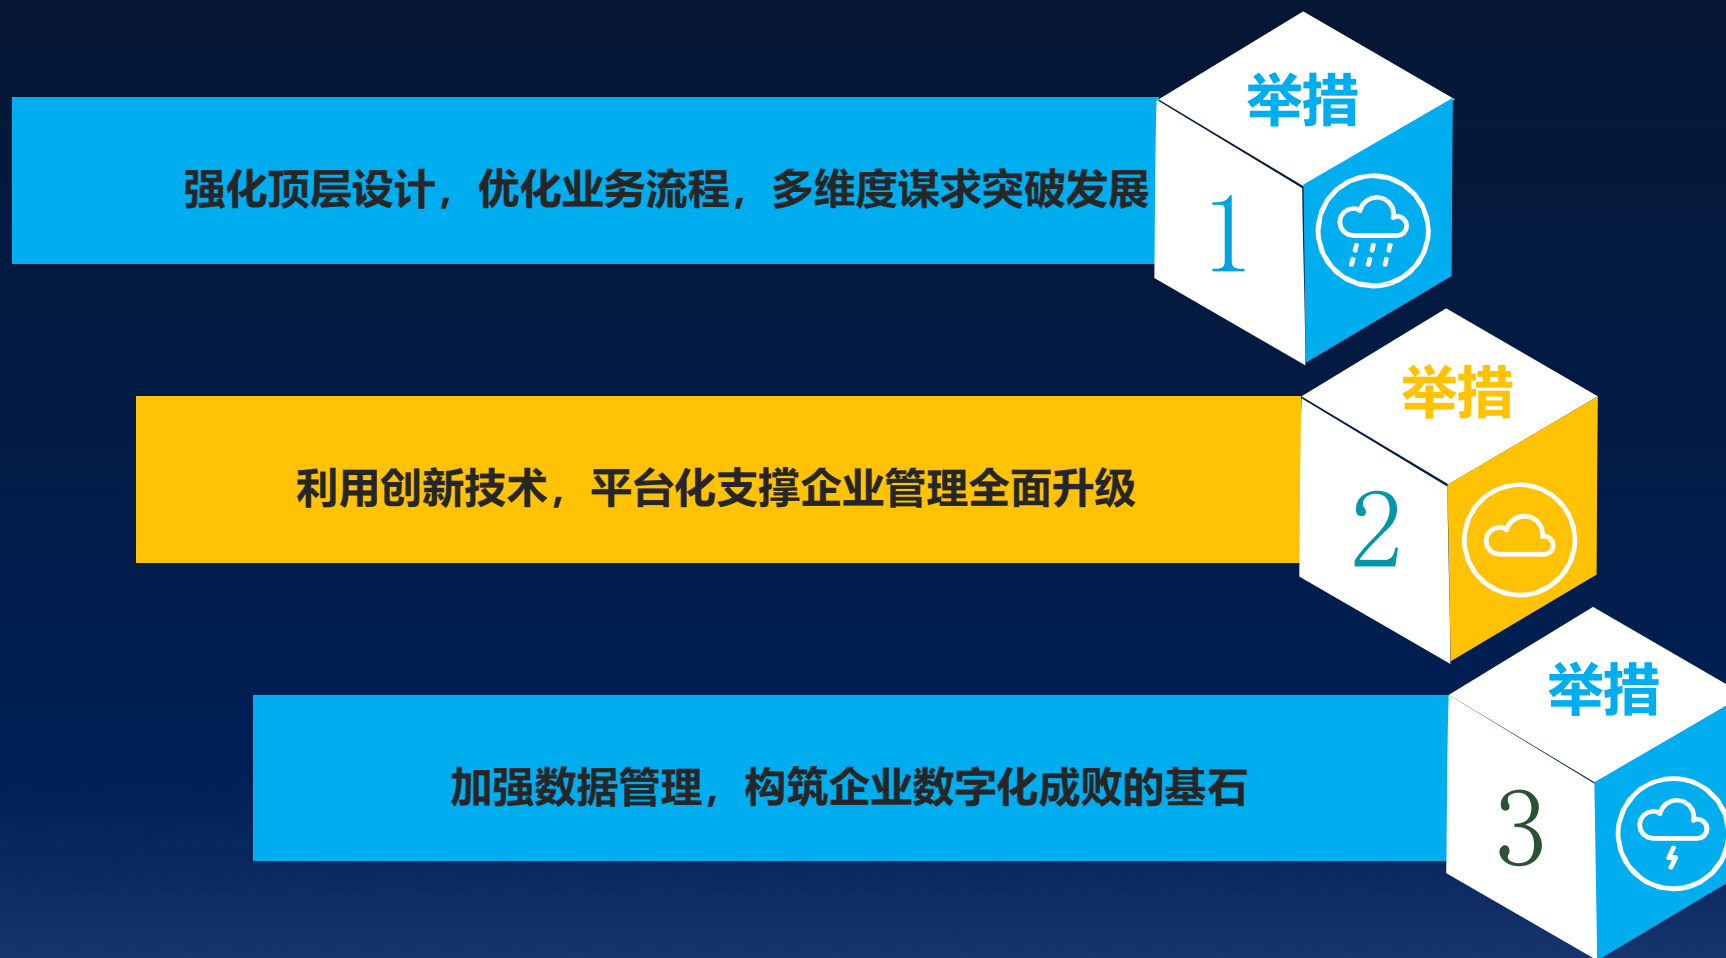 举措
强化顶层设计，优化业务流程，多维度谋求突破发展
1
举措
利用创新技术，平台化支撑企业管理全面升级
2
举措
加强数据管理，构筑企业数字化成败的基石
3